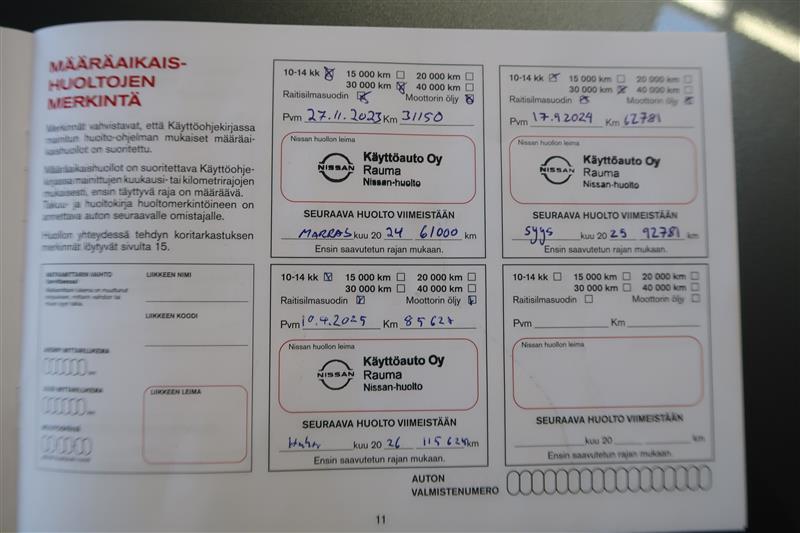 MÄÄRÄAIKAIS-
HUOLTOJEN
MERKINTÄ
Merkinnät vahvistavat, että Käyttöohjekirjassa
mainitun huolto-ohjelman mukaiset määräai-
kaishuollot on suoritettu.
Määräaikaishuollot on suoritettava Käyttöohje-
kirjassa mainittujen kuukausi- tai kilometrirajojen
mukaisesti, ensin täyttyvä raja on määräävä.
Takuu- ja huoltokirja huoltomerkintöineen on
annettava auton seuraavalle omistajalle.
Huollon yhteydessä tehdyn koritarkastuksen
merkinnät löytyvät sivulta 15.
LIIKKEEN NIMI
LIIKKEEN KOODI
LIIKKEEN LEIMA
10-14 kk 15 000 km 20 000 km
30 000 km 40 000 km
Raitisilmasuodin Moottorin öljy
Pvm 27.11.2023 Km 31150
Nissan huollon leima
NISSAN
Käyttöauto Oy
Rauma
Nissan-huolto
SEURAAVA HUOLTO VIIMEISTÄÄN
MARRAS kuu 20 24 61000 km
Ensin saavutetun rajan mukaan.
10-14 kk 15 000 km 20 000 km
30 000 km 40 000 km
Raitisilmasuodin Moottorin öljy
Pvm 17.9.2024 Km 62781
Nissan huollon leima
NISSAN
Käyttöauto Oy
Rauma
Nissan-huolto
SEURAAVA HUOLTO VIIMEISTÄÄN
syys kuu 20 25 92781 km
Ensin saavutetun rajan mukaan.
10-14 kk 15 000 km 20 000 km
30 000 km 40 000 km
Raitisilmasuodin Moottorin öljy
Pvm 10.4.2025 Km 85627
Nissan huollon leima
NISSAN
Käyttöauto Oy
Rauma
Nissan-huolto
SEURAAVA HUOLTO VIIMEISTÄÄN
kuu 20 26 km
Ensin saavutetun rajan mukaan.
10-14 kk 15 000 km 20 000 km
30 000 km 40 000 km
Raitisilmasuodin Moottorin öljy
Pvm Km
Nissan huollon leima
SEURAAVA HUOLTO VIIMEISTÄÄN
kuu 20 km
Ensin saavutetun rajan mukaan.
AUTON
VALMISTENUMERO
11